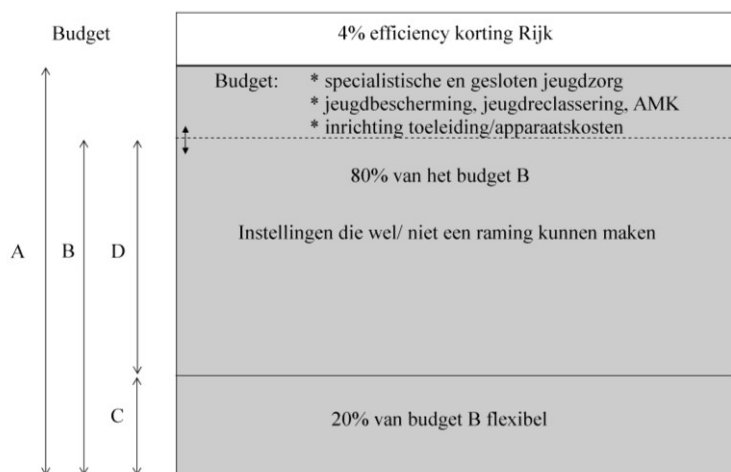 Budget
4% efficiency korting Rijk
Budget: * specialistische en gesloten jeugdzorg
* jeugdbescherming, jeugdreclassering, AMK
* inrichting toeleiding/apparaatskosten
80% van het budget B
Instellingen die wel/ niet een raming kunnen maken
A
B
D
C
20% van budget B flexibel